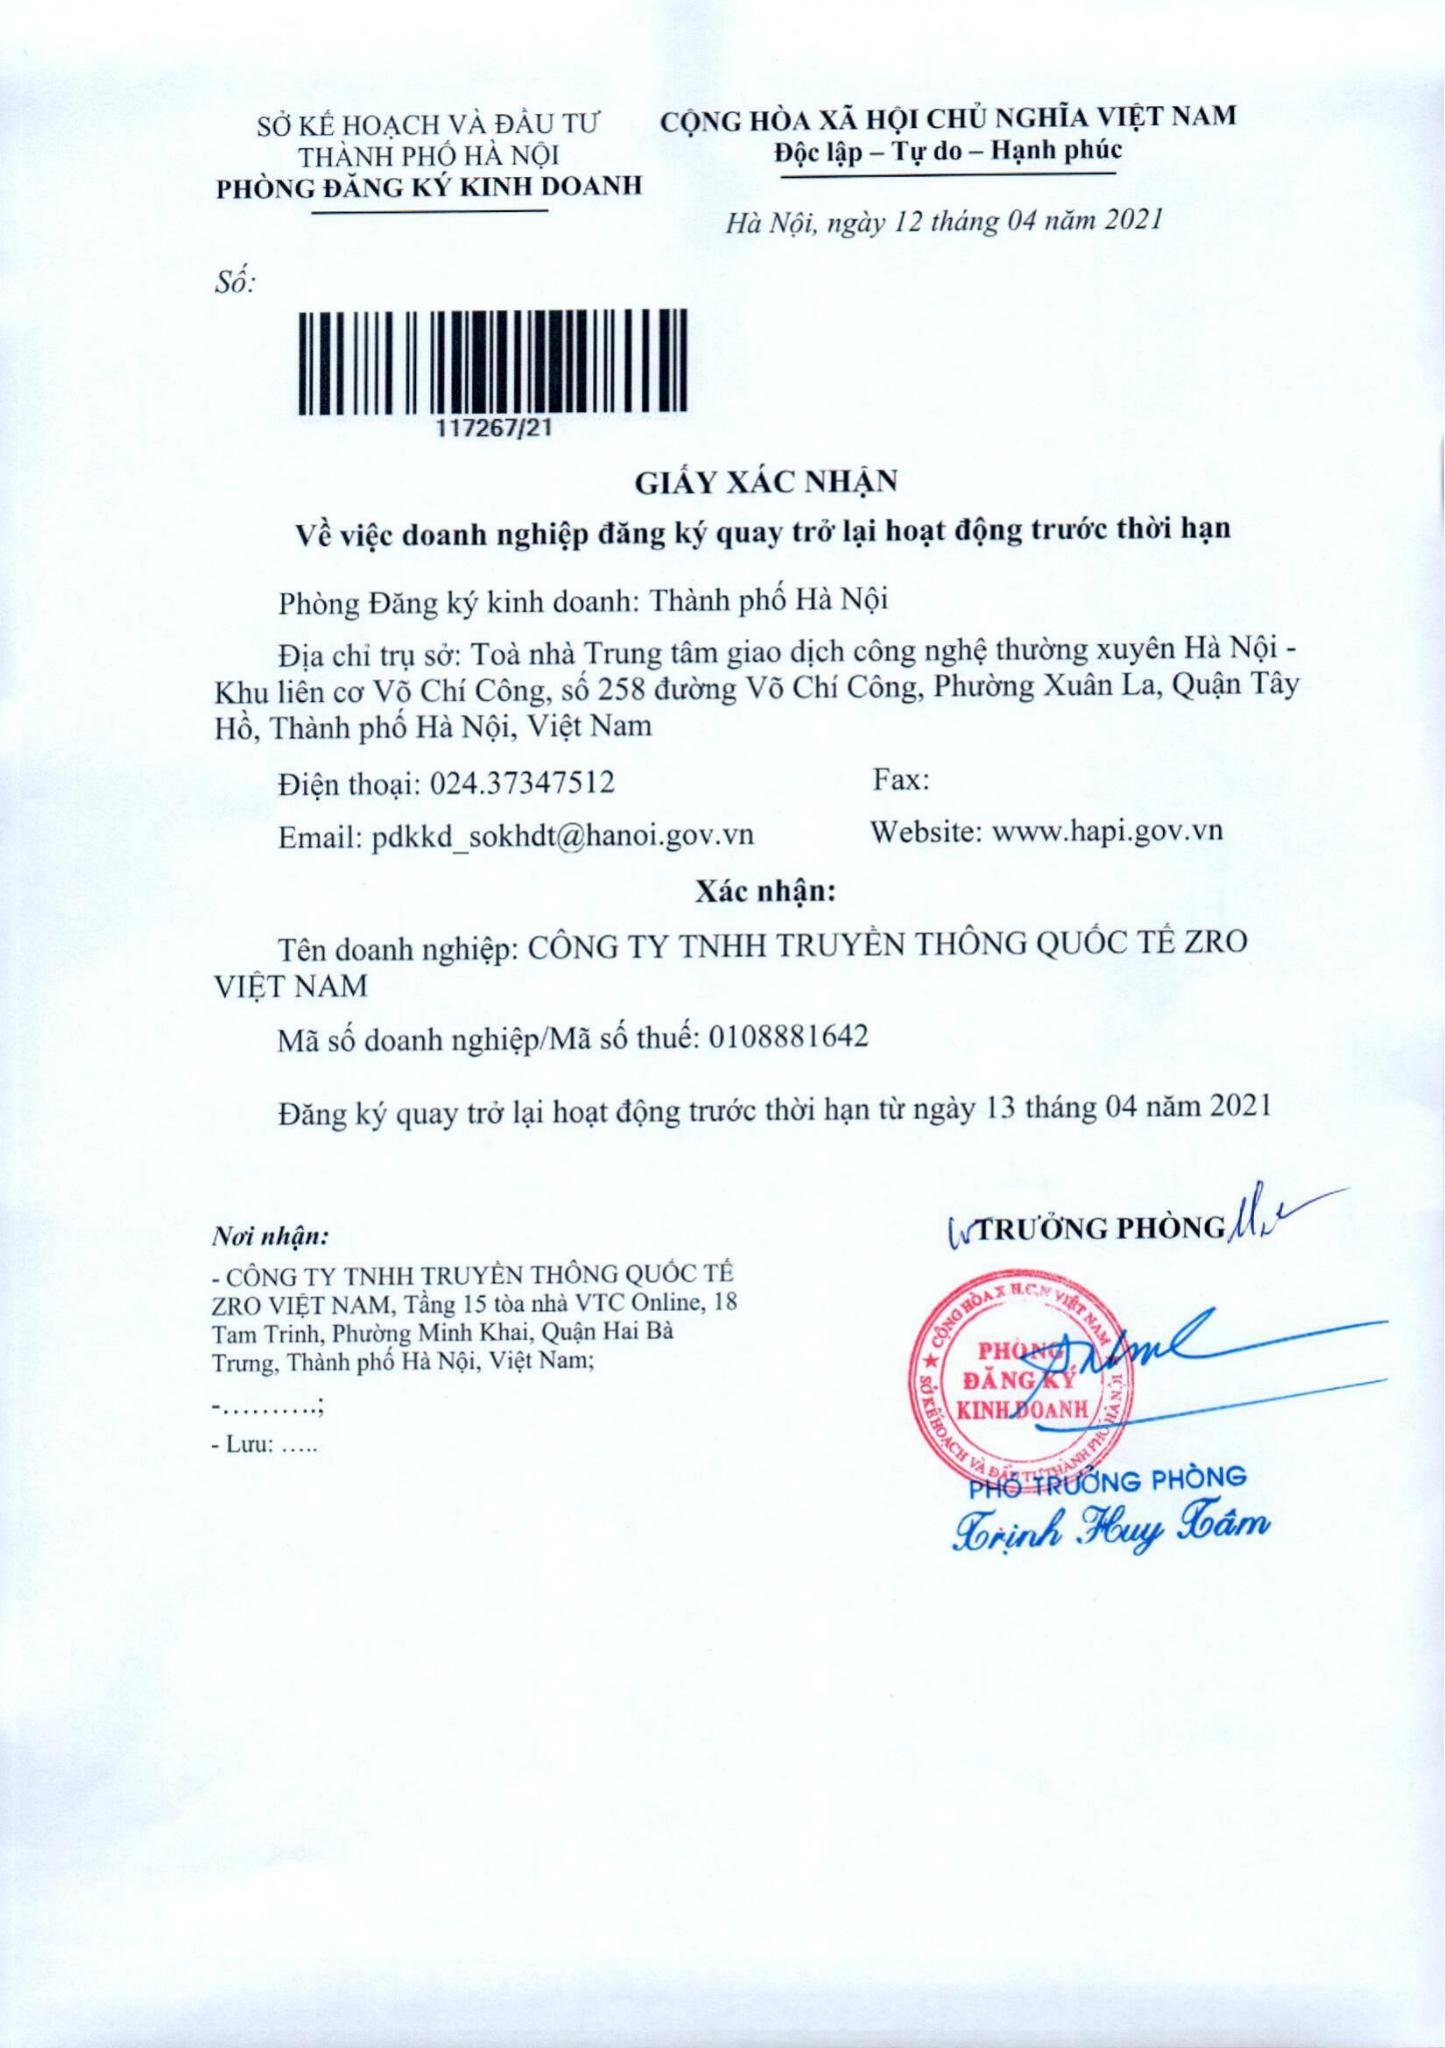 SỞ KẾ HOẠCH VÀ ĐẦU TƯ
THÀNH PHỐ HÀ NỘI
PHÒNG ĐĂNG KÝ KINH DOANH
CỘNG HÒA XÃ HỘI CHỦ NGHĨA VIỆT NAM
Độc lập – Tự do – Hạnh phúc
Hà Nội, ngày 12 tháng 04 năm 2021
Số:
117267/21
GIẤY XÁC NHẬN
Về việc doanh nghiệp đăng ký quay trở lại hoạt động trước thời hạn
Phòng Đăng ký kinh doanh: Thành phố Hà Nội
Địa chỉ trụ sở: Toà nhà Trung tâm giao dịch công nghệ thường xuyên Hà Nội -
Khu liên cơ Võ Chí Công, số 258 đường Võ Chí Công, Phường Xuân La, Quận Tây
Hồ, Thành phố Hà Nội, Việt Nam
Điện thoại: 024.37347512 Fax:
Email: pdkkd_sokhdt@hanoi.gov.vn Website: www.hapi.gov.vn
Xác nhận:
Tên doanh nghiệp: CÔNG TY TNHH TRUYỀN THÔNG QUỐC TẾ ZRO
VIỆT NAM
Mã số doanh nghiệp/Mã số thuế: 0108881642
Đăng ký quay trở lại hoạt động trước thời hạn từ ngày 13 tháng 04 năm 2021
Nơi nhận:
- CÔNG TY TNHH TRUYỀN THÔNG QUỐC TẾ
ZRO VIỆT NAM, Tầng 15 tòa nhà VTC Online, 18
Tam Trinh, Phường Minh Khai, Quận Hai Bà
Trưng, Thành phố Hà Nội, Việt Nam;
-……….;
- Lưu: …..
TRƯỞNG PHÒNG
CỘNG HÒA X.H.C.N VIỆT NAM
PHÒNG
ĐĂNG KÝ
KINH DOANH
SỞ KẾ HOẠCH VÀ ĐẦU TƯ THÀNH PHỐ HÀ NỘI
PHÓ TRƯỞNG PHÒNG
Trịnh Huy Tâm